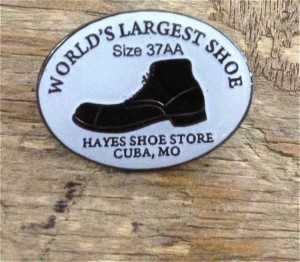 WORLD'S LARGEST SHOE
Size 37AA
HAYES SHOE STORE
CUBA, MO